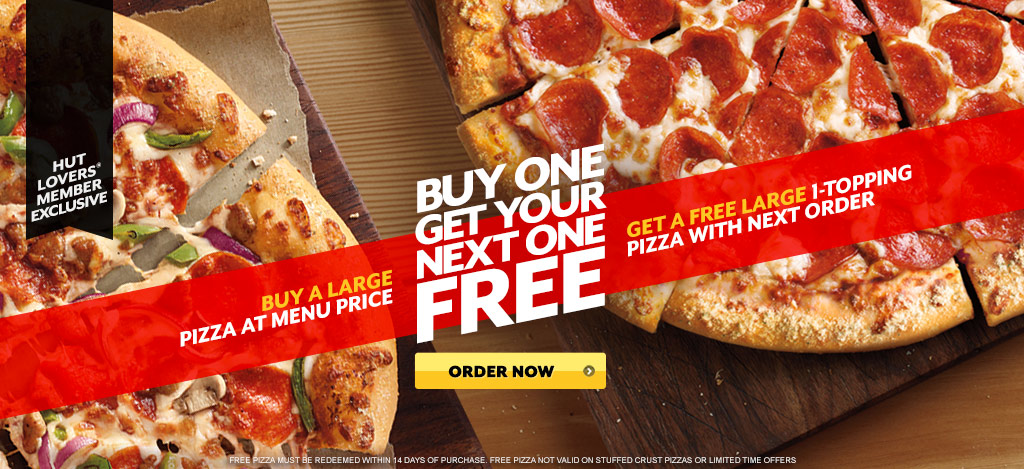 HUT
LOVERS®
MEMBER
EXCLUSIVE
BUY A LARGE
PIZZA AT MENU PRICE
BUY ONE
GET YOUR
NEXT ONE
FREE
GET A FREE LARGE 1-TOPPING
PIZZA WITH NEXT ORDER
ORDER NOW
FREE PIZZA MUST BE REDEEMED WITHIN 14 DAYS OF PURCHASE. FREE PIZZA NOT VALID ON STUFFED CRUST PIZZAS OR LIMITED TIME OFFERS